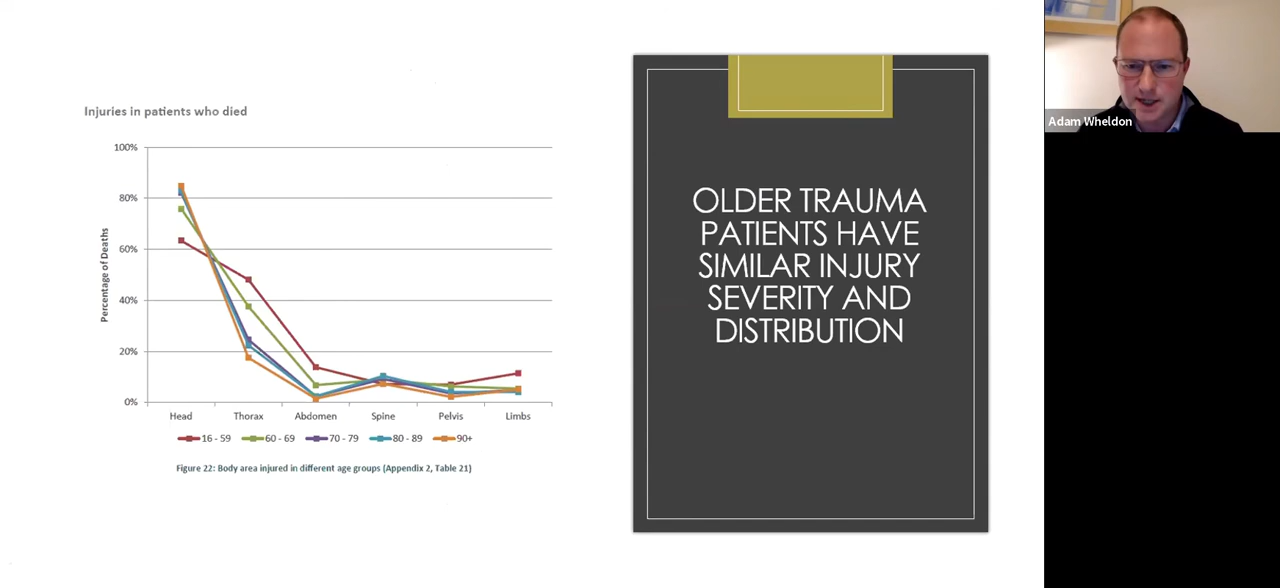 Injuries in patients who died
100%
80%
60%
40%
20%
0%
Percentage of Deaths
Head Thorax Abdomen Spine Pelvis Limbs
16 - 59 60 - 69 70 - 79 80 - 89 90+
Figure 22: Body area injured in different age groups (Appendix 2, Table 21)
OLDER TRAUMA
PATIENTS HAVE
SIMILAR INJURY
SEVERITY AND
DISTRIBUTION
Adam Wheldon